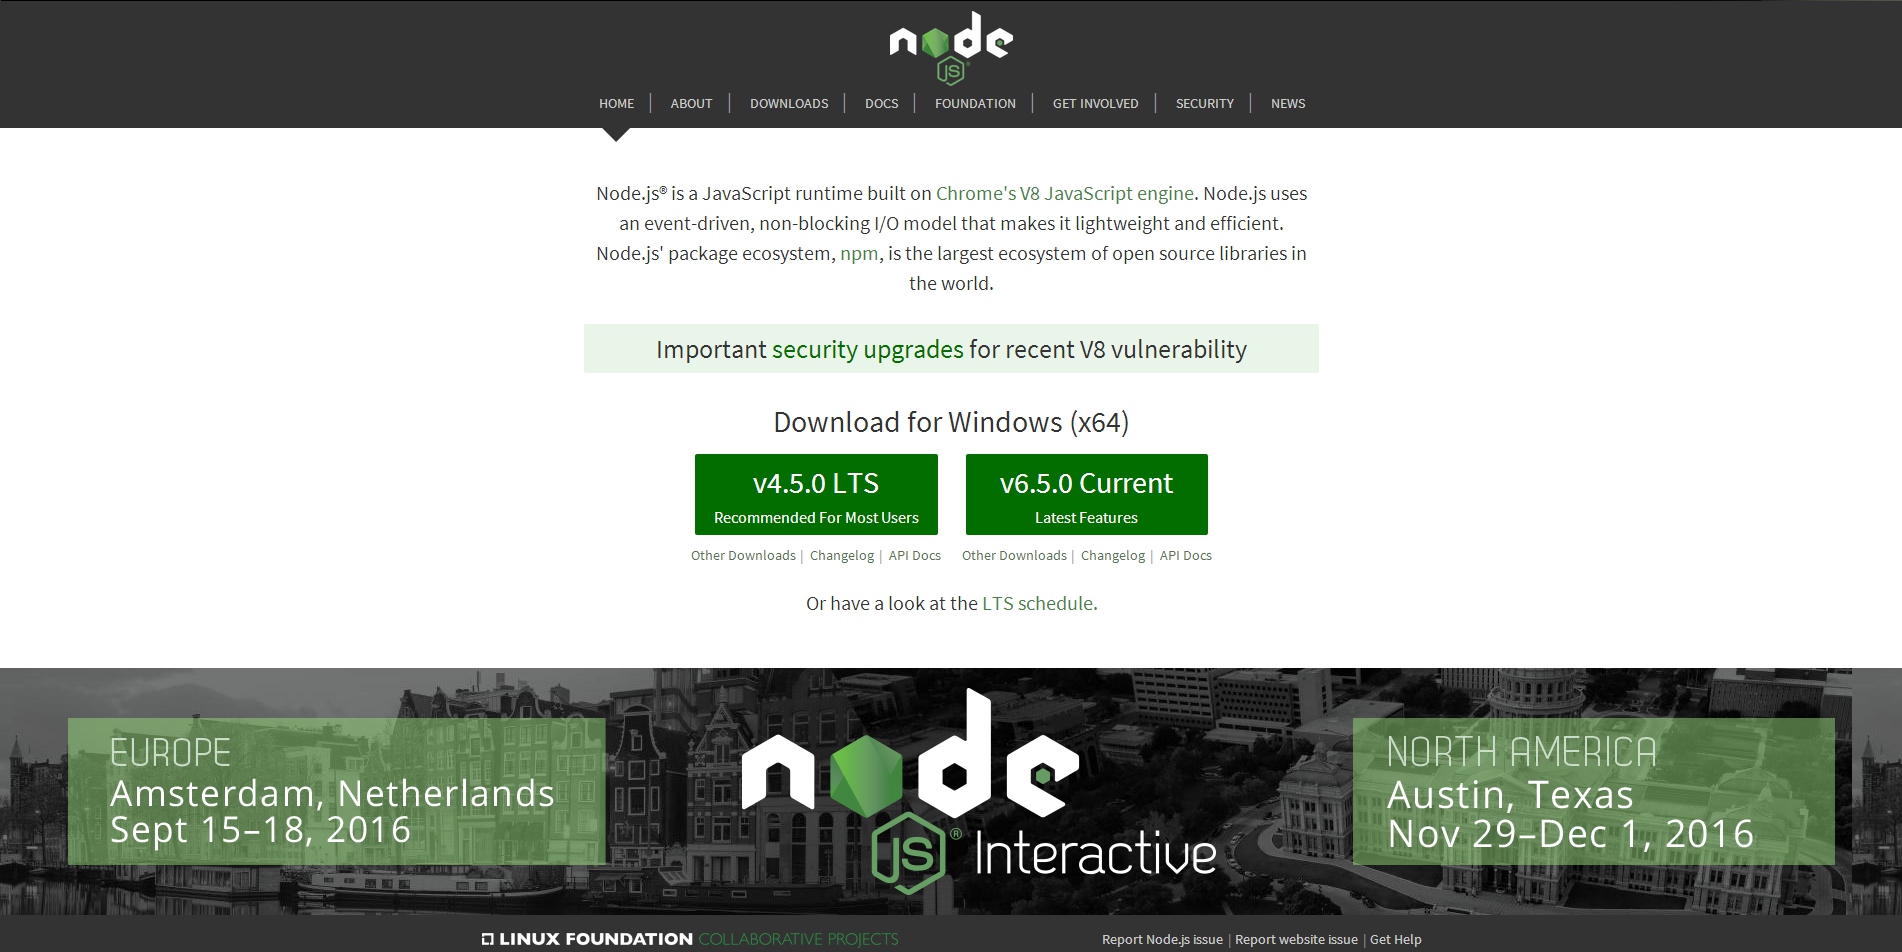 node
JS®
HOME | ABOUT | DOWNLOADS | DOCS | FOUNDATION | GET INVOLVED | SECURITY | NEWS
Node.js® is a JavaScript runtime built on Chrome's V8 JavaScript engine. Node.js uses
an event-driven, non-blocking I/O model that makes it lightweight and efficient.
Node.js' package ecosystem, npm, is the largest ecosystem of open source libraries in
the world.
Important security upgrades for recent V8 vulnerability
Download for Windows (x64)
v4.5.0 LTS
Recommended For Most Users
Other Downloads | Changelog | API Docs
v6.5.0 Current
Latest Features
Other Downloads | Changelog | API Docs
Or have a look at the LTS schedule.
EUROPE
Amsterdam, Netherlands
Sept 15–18, 2016
node
JS® Interactive
NORTH AMERICA
Austin, Texas
Nov 29–Dec 1, 2016
LINUX FOUNDATION COLLABORATIVE PROJECTS
Report Node.js issue | Report website issue | Get Help